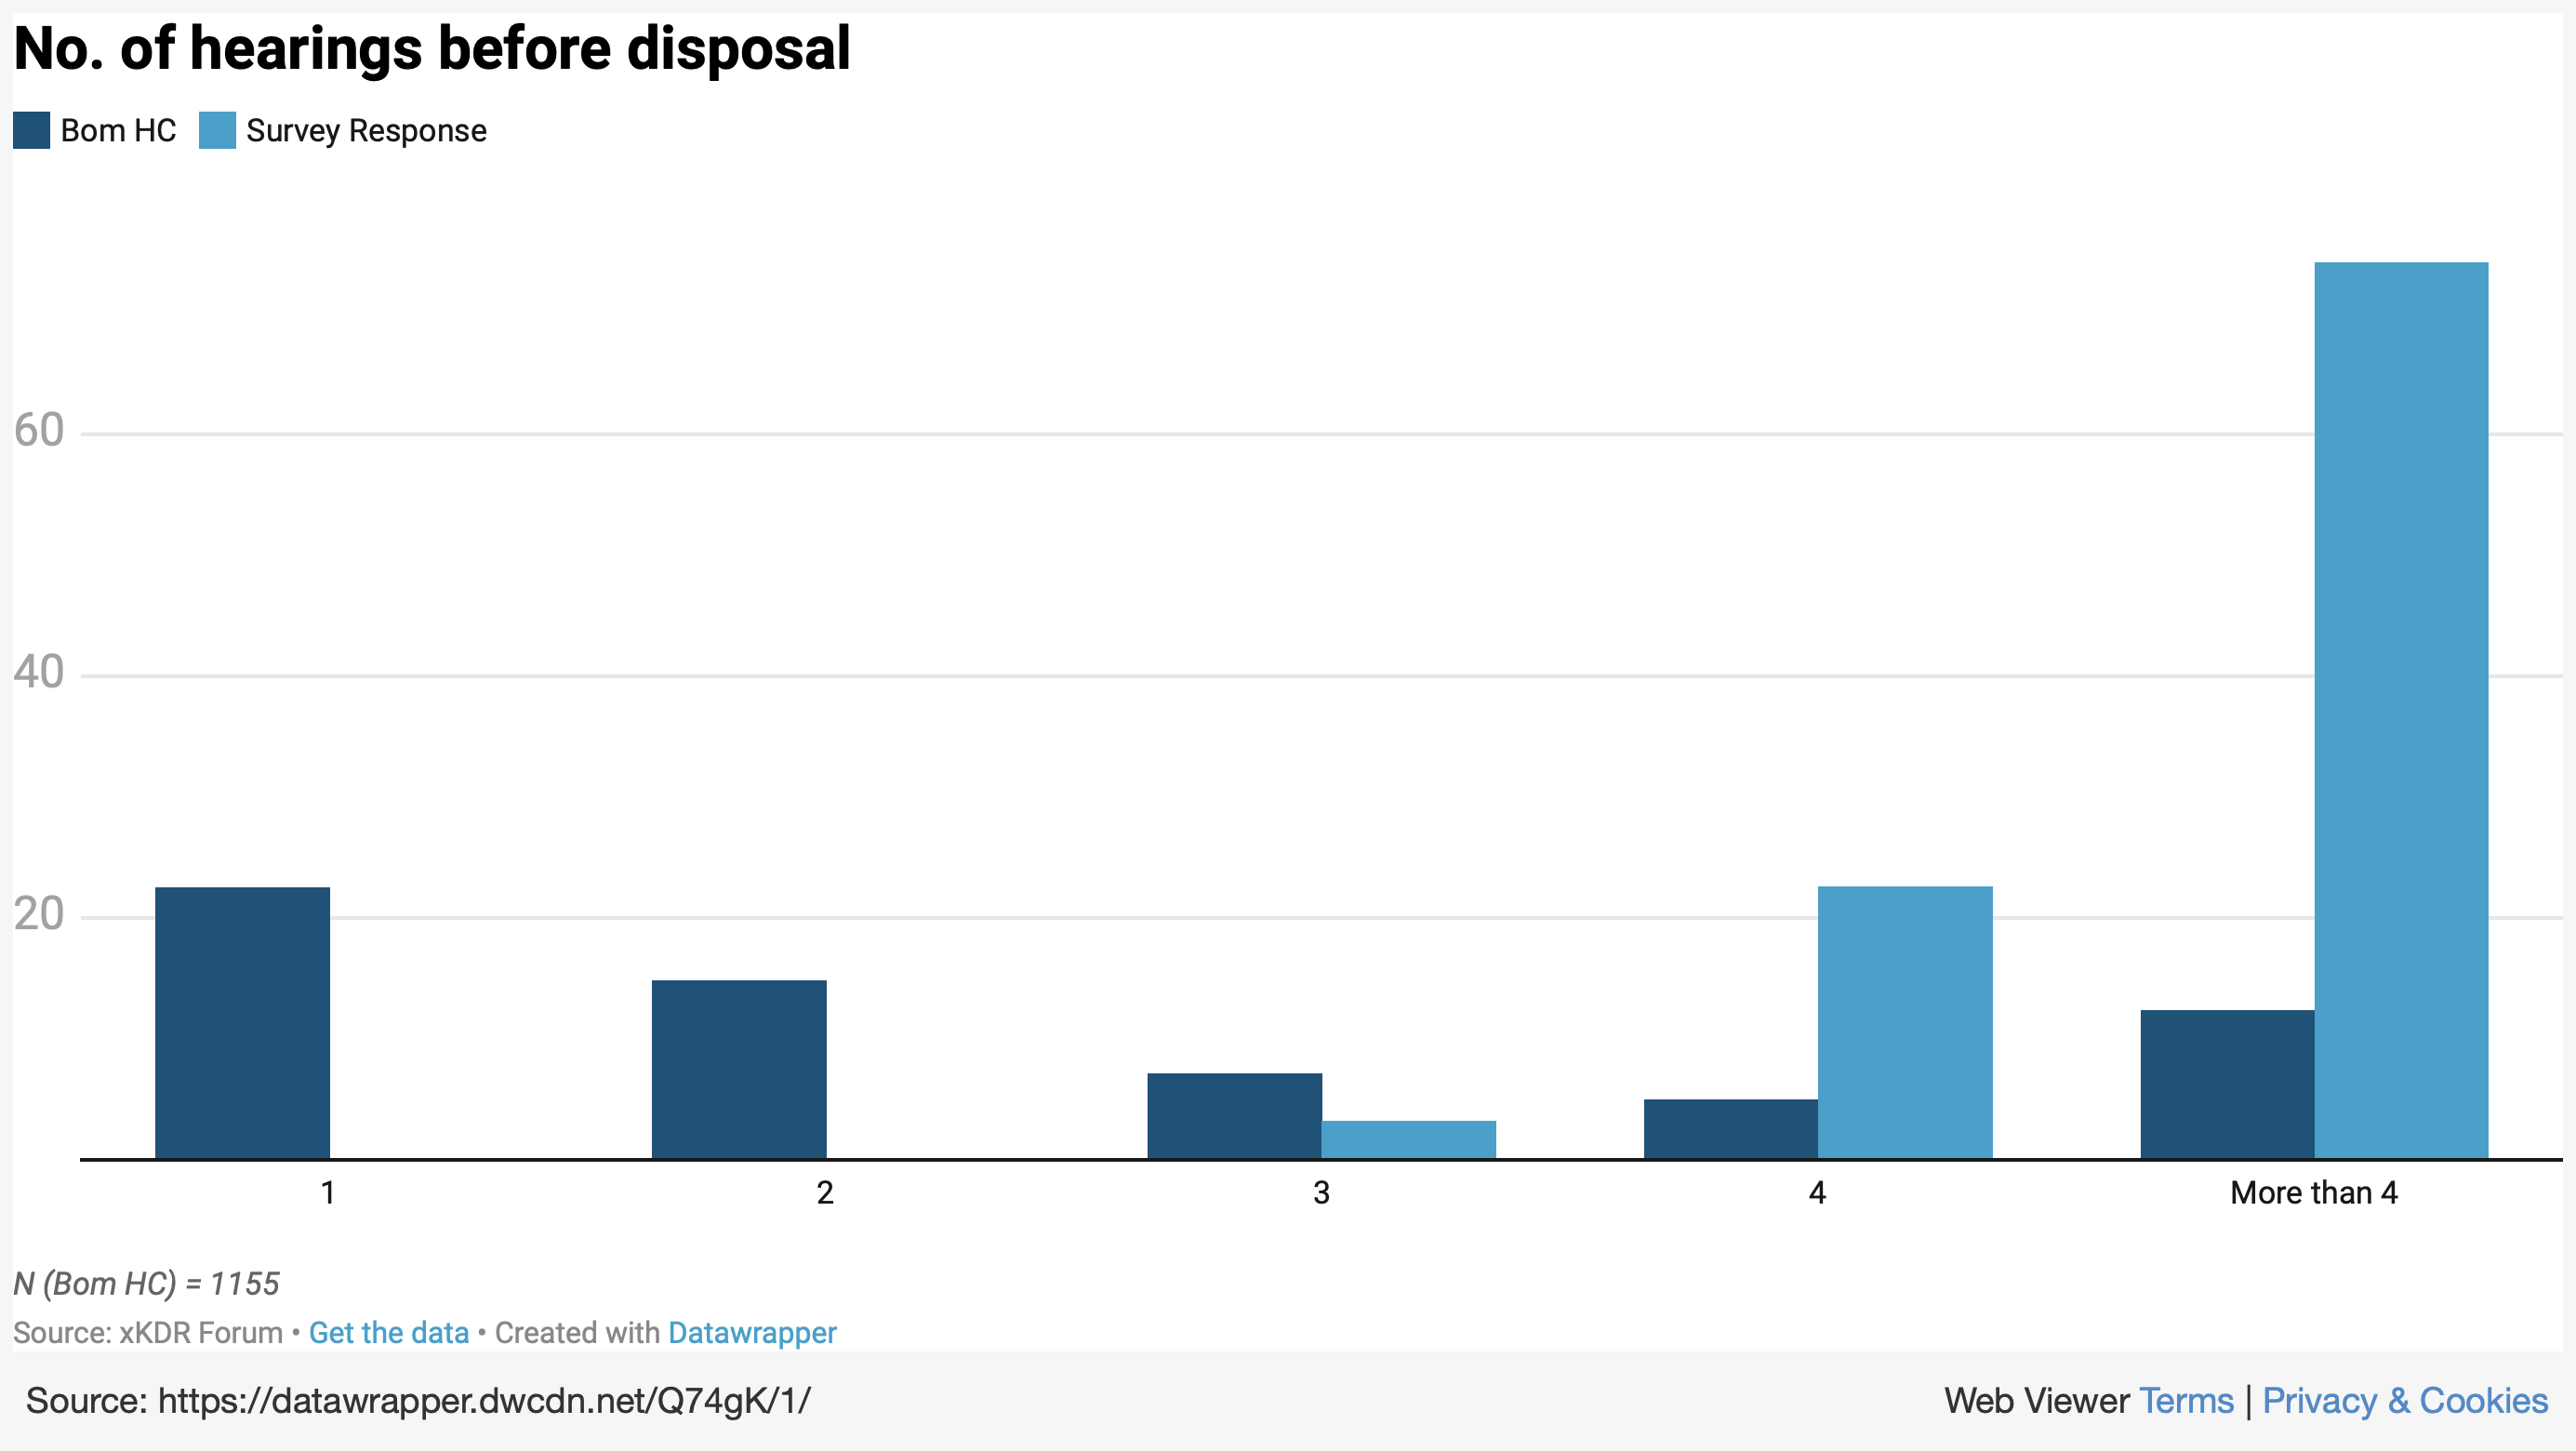 No. of hearings before disposal
Bom HC Survey Response
60
40
20
1 2 3 4 More than 4
N (Bom HC) = 1155
Source: xKDR Forum • Get the data • Created with Datawrapper
Source: https://datawrapper.dwcdn.net/Q74gK/1/ Web Viewer Terms | Privacy & Cookies